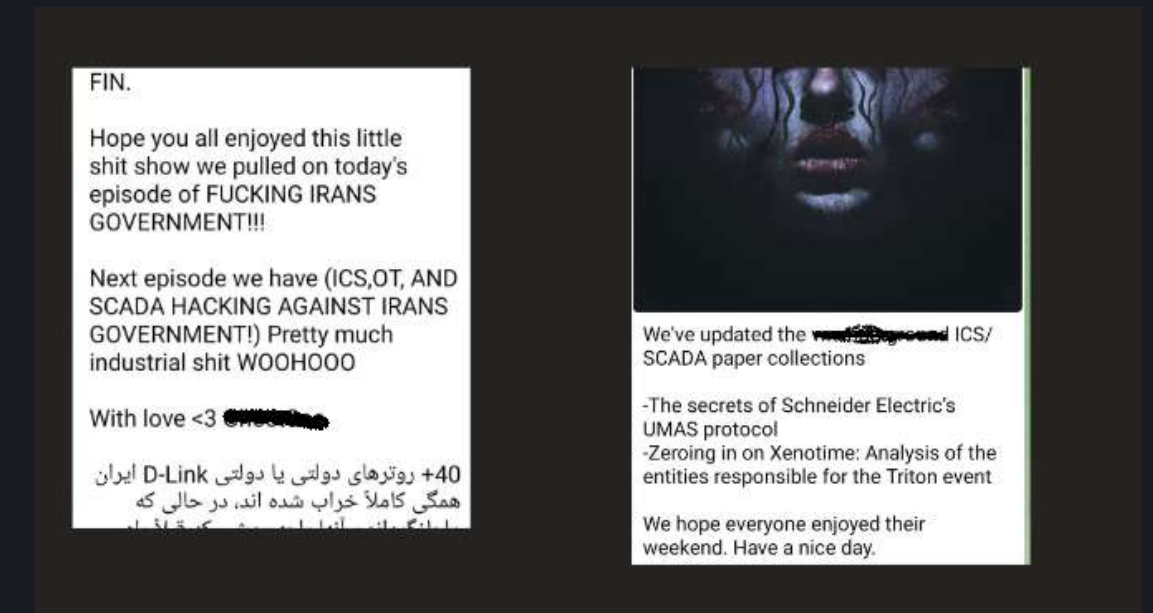 FIN.
Hope you all enjoyed this little
shit show we pulled on today's
episode of FUCKING IRANS
GOVERNMENT!!!
Next episode we have (ICS,OT, AND
SCADA HACKING AGAINST IRANS
GOVERNMENT!) Pretty much
industrial shit WOOHOOO
With love <3
40+ روترهای دولتی یا دولتی D-Link ایران
همگی کاملاً خراب شده اند، در حالی که
We've updated the ICS/
SCADA paper collections
-The secrets of Schneider Electric's
UMAS protocol
-Zeroing in on Xenotime: Analysis of the
entities responsible for the Triton event
We hope everyone enjoyed their
weekend. Have a nice day.